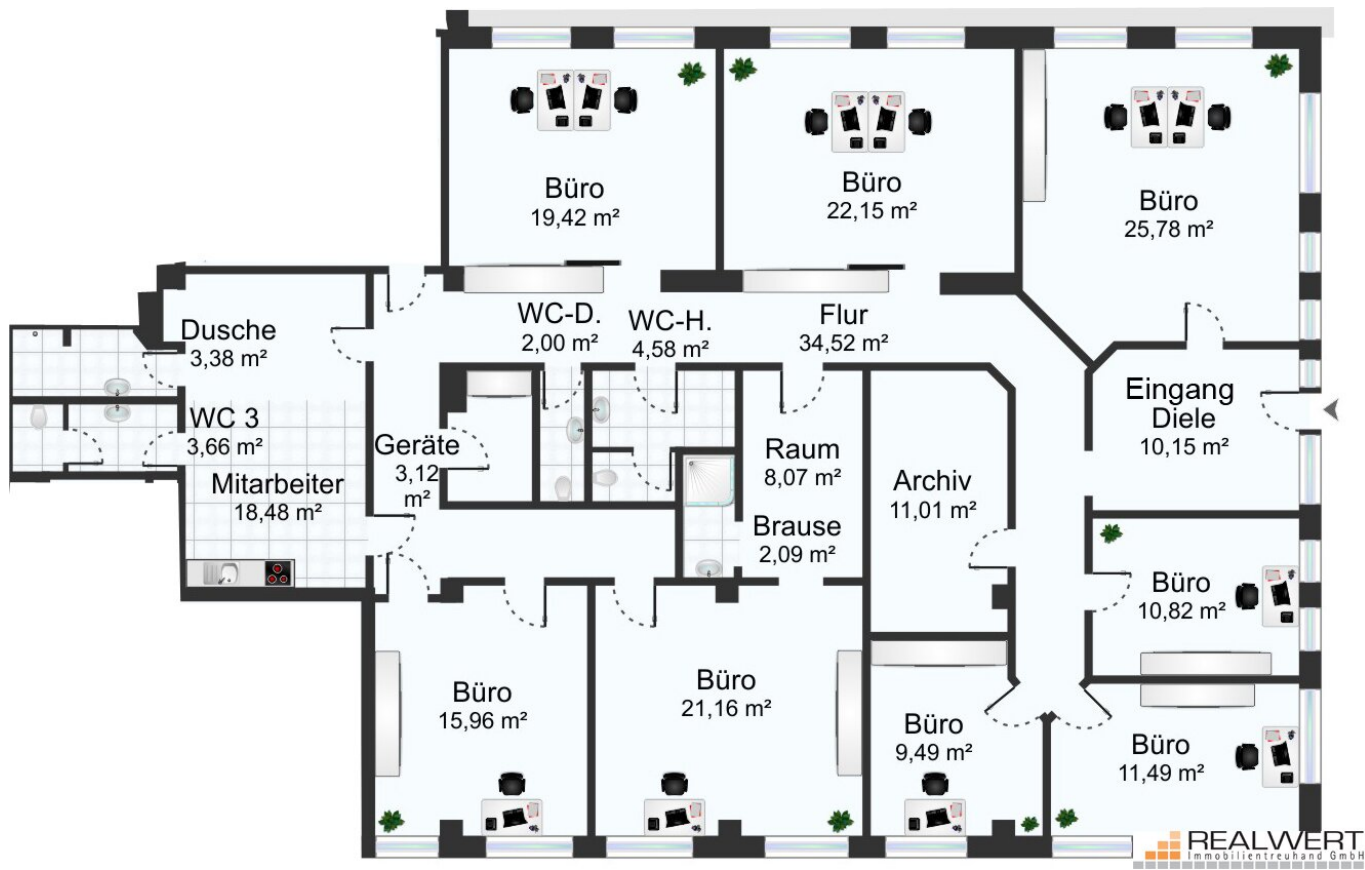 Büro
19,42 m²
Büro
22,15 m²
Büro
25,78 m²
Dusche
3,38 m²
WC-D.
2,00 m²
WC-H.
4,58 m²
Flur
34,52 m²
Eingang
Diele
10,15 m²
WC 3
3,66 m²
Mitarbeiter
18,48 m²
Geräte
3,12
m²
Raum
8,07 m²
Brause
2,09 m²
Archiv
11,01 m²
Büro
10,82 m²
Büro
15,96 m²
Büro
21,16 m²
Büro
9,49 m²
Büro
11,49 m²
REALWERT
Immobilientreuhand GmbH